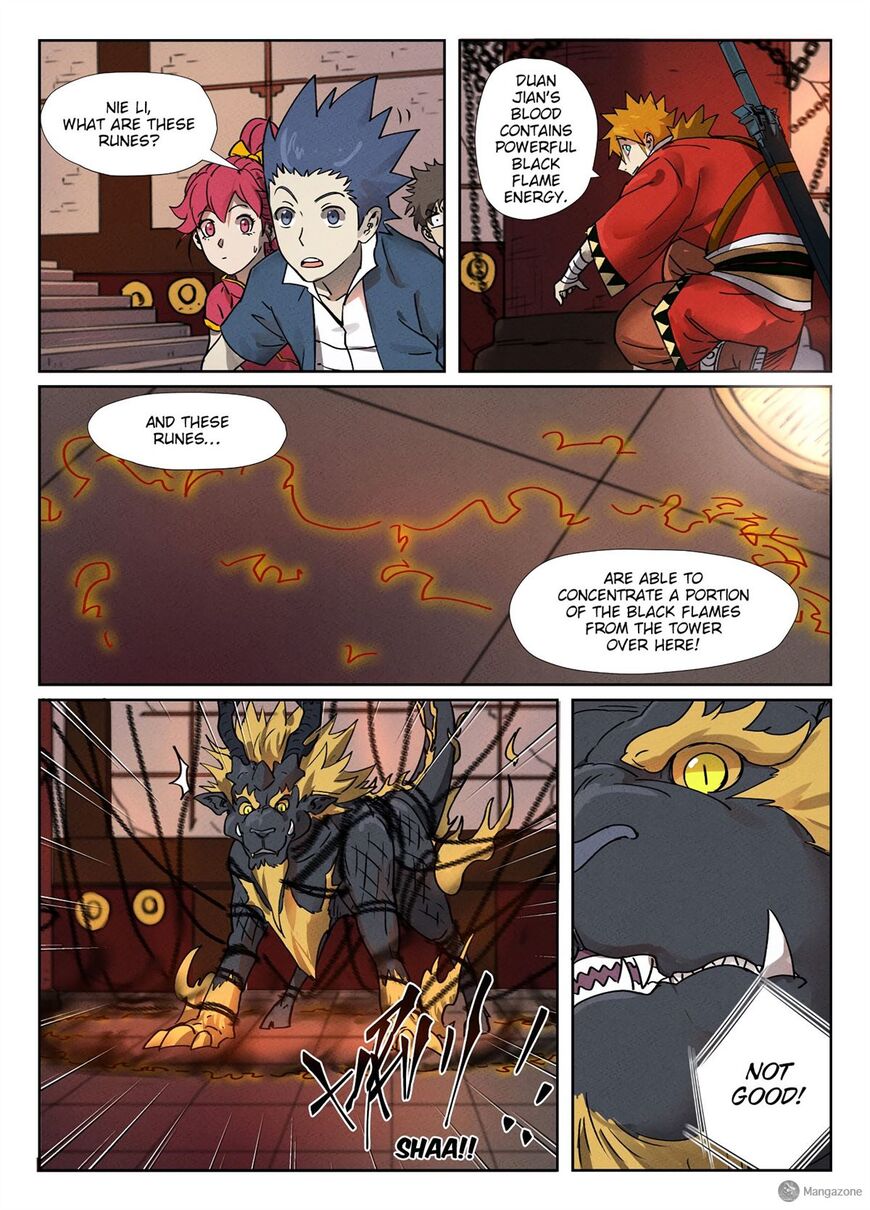 NIE LI,
WHAT ARE THESE
RUNES?
DUAN
JIAN'S
BLOOD
CONTAINS
POWERFUL
BLACK
FLAME
ENERGY.
AND THESE
RUNES...
ARE ABLE TO
CONCENTRATE A PORTION
OF THE BLACK FLAMES
FROM THE TOWER
OVER HERE!
SHAA!!
NOT
GOOD!
Mangazone